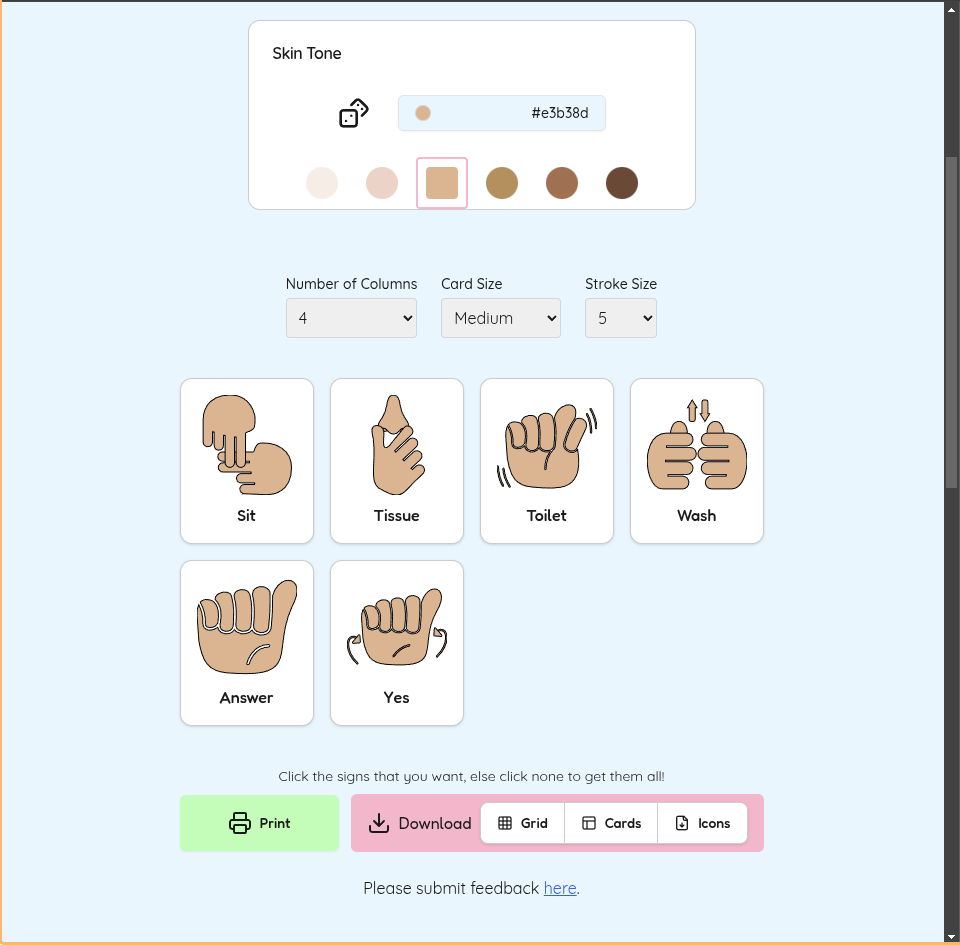 Skin Tone
#e3b38d
Number of Columns Card Size Stroke Size
4 Medium 5
Sit Tissue Toilet Wash
Answer Yes
Click the signs that you want, else click none to get them all!
Print Download Grid Cards Icons
Please submit feedback here.